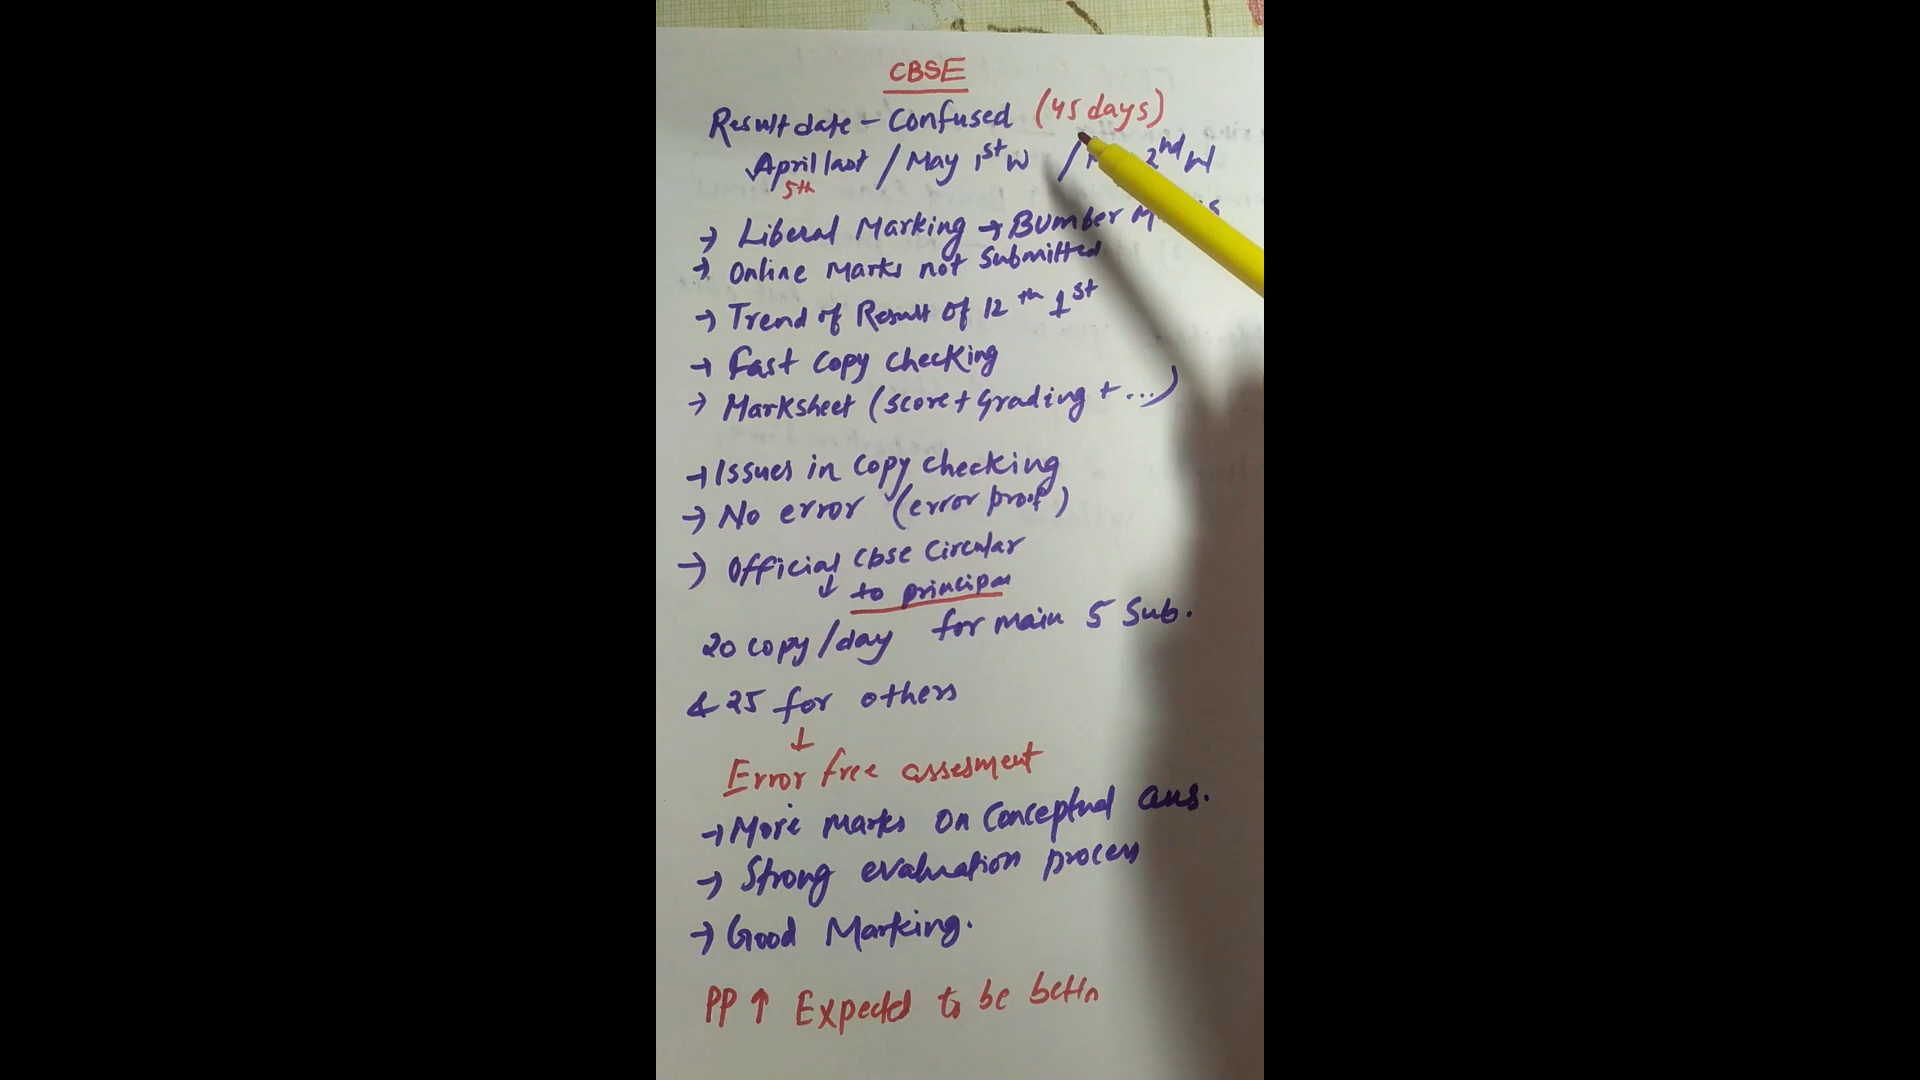 CBSE
Result date - Confused (45 days)
April last / May 1st W / 2nd W
5th
→ Liberal Marking → Bumber
→ Online Marks not Submitted
→ Trend of Result of 12th 1st
→ Fast Copy Checking
→ Marksheet (Score + Grading + ...)
→ Issues in Copy Checking
→ No error (error proof)
→ Official Cbse Circular
↓ to principal
20 copy/day for main 5 Sub.
& 25 for others
↓
Error free assesment
→ More marks on Conceptual ans.
→ Strong evaluation process
→ Good Marking.
PP ↑ Expected to be better